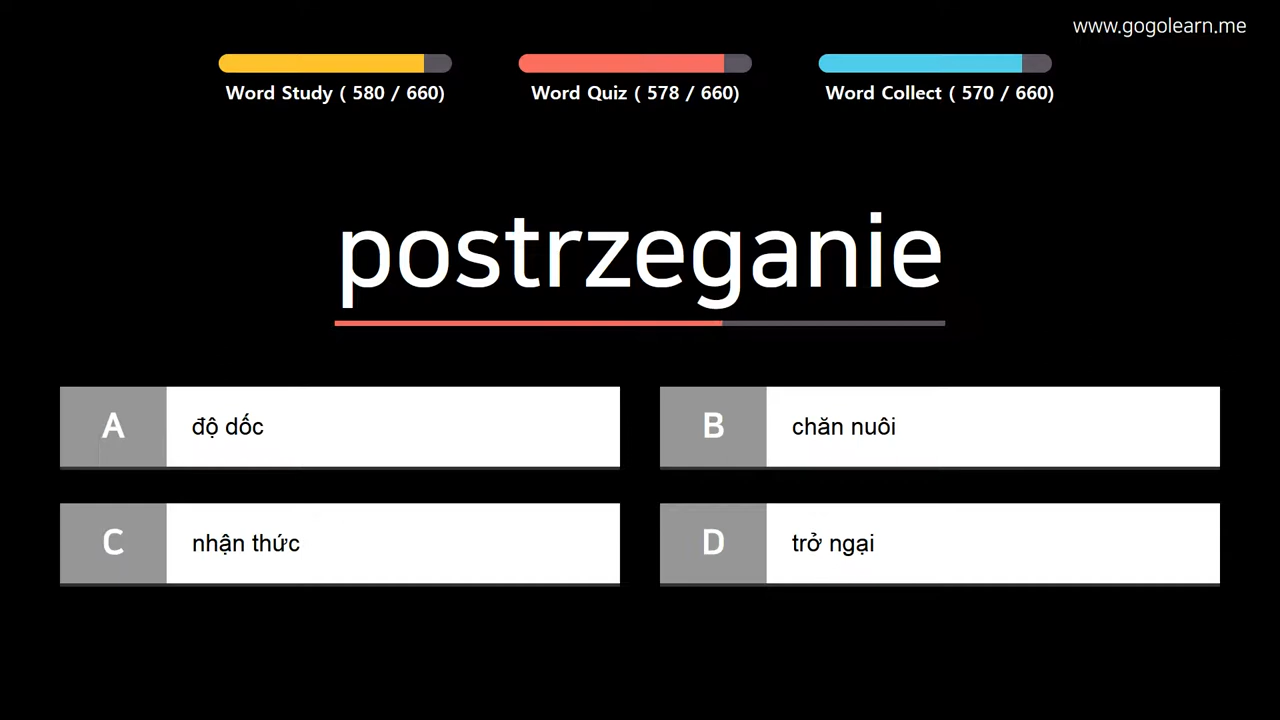 www.gogolearn.me
Word Study ( 580 / 660)
Word Quiz ( 578 / 660)
Word Collect ( 570 / 660)
postrzeganie
A độ dốc
B chăn nuôi
C nhận thức
D trở ngại